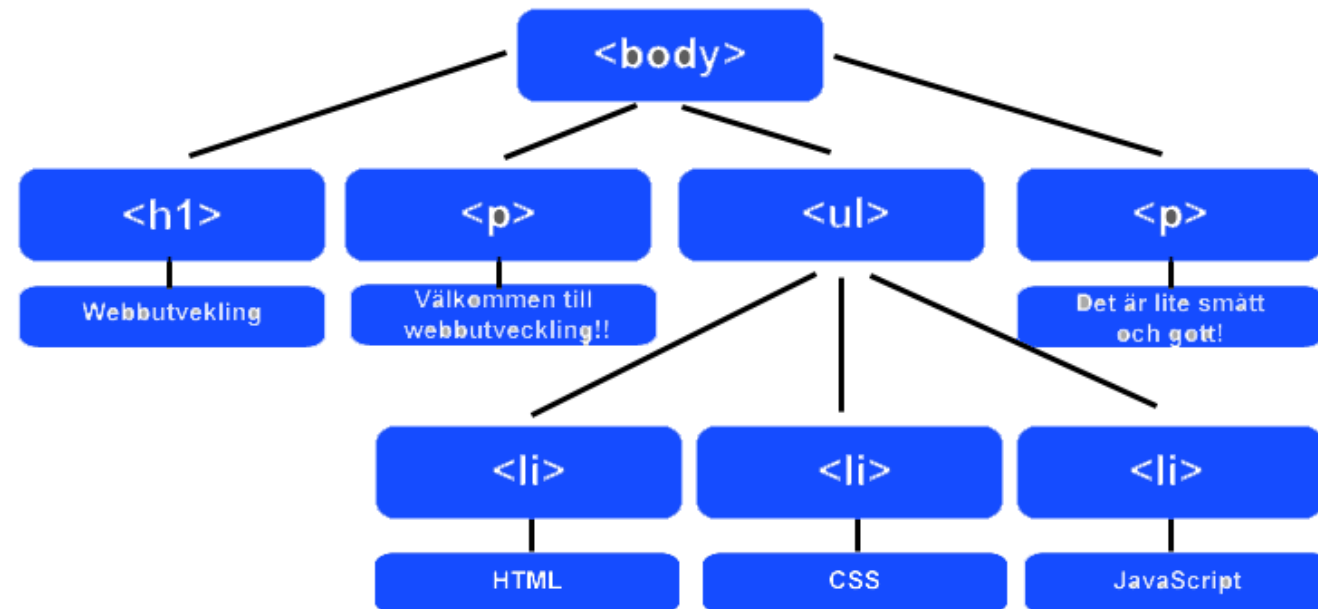 <body>
<h1>
<p>
<ul>
<p>
Webbutvekling
Välkommen till
webbutveckling!!
Det är lite smått
och gott!
<li>
<li>
<li>
HTML
CSS
JavaScript